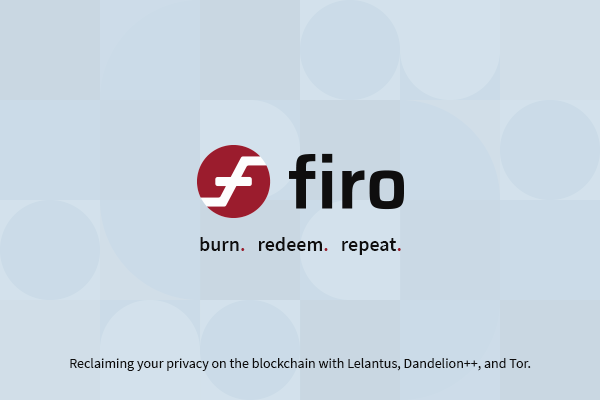 firo
burn. redeem. repeat.
Reclaiming your privacy on the blockchain with Lelantus, Dandelion++, and Tor.